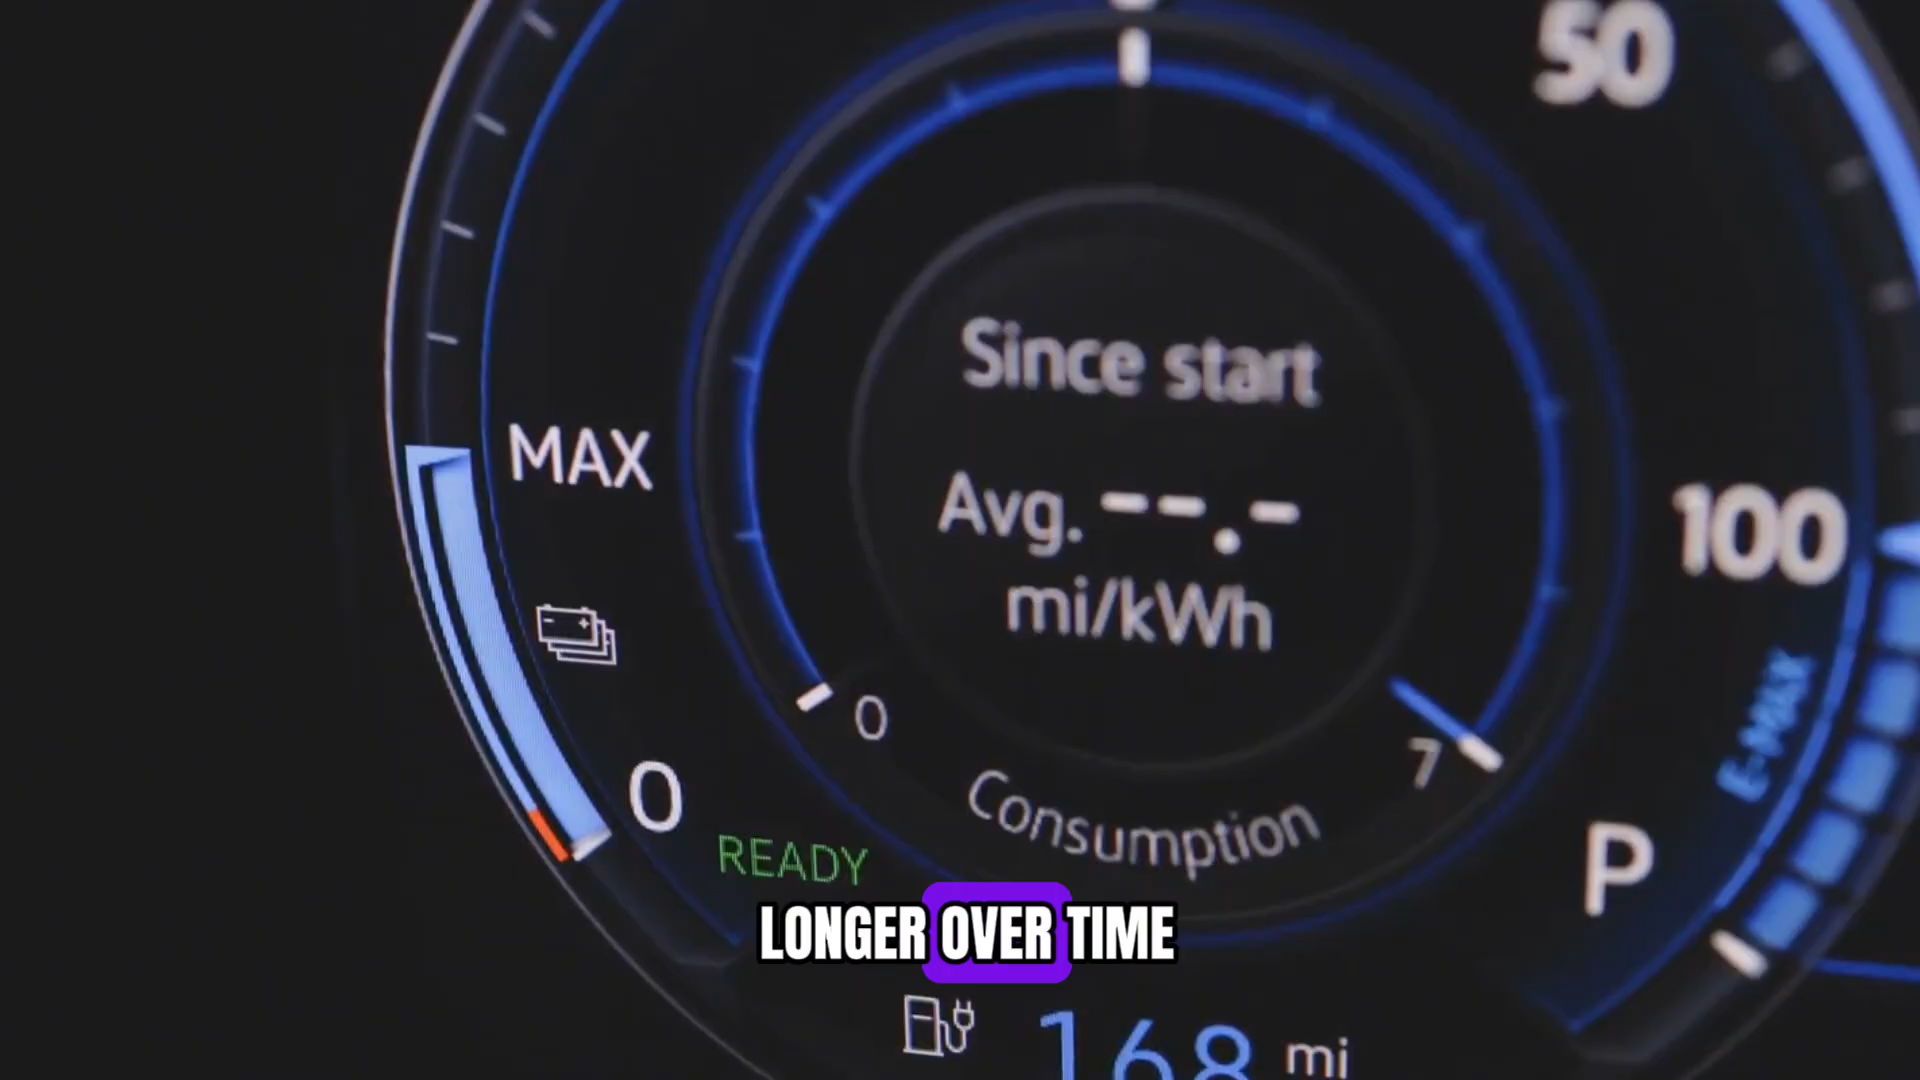 50
Since start
MAX
Avg. --.-
100
mi/kWh
0
7
E-MAX
Consumption
0
READY
P
LONGER OVER TIME
168 mi